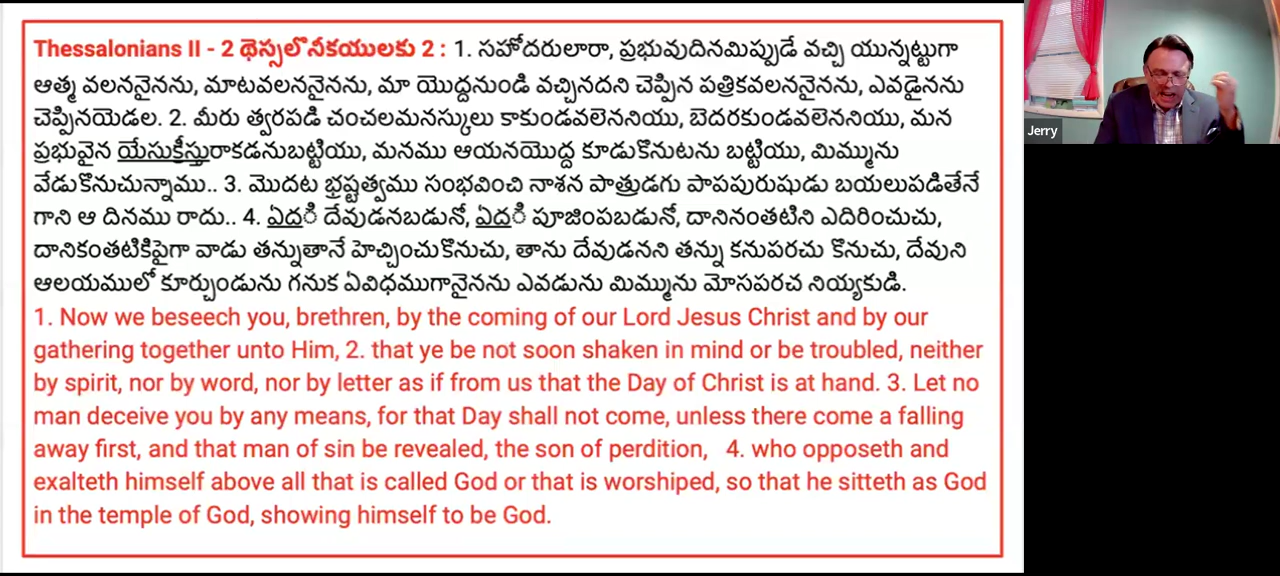 Thessalonians II - 2 థెస్సలొనీకయులకు 2 : 1. సహోదరులారా, ప్రభువుదినమిప్పుడే వచ్చి యున్నట్టుగా
ఆత్మ వలననైనను, మాటవలననైనను, మా యొద్దనుండి వచ్చినదని చెప్పిన పత్రికవలననైనను, ఎవడైనను
చెప్పినయెడల. 2. మీరు త్వరపడి చంచలమనస్కులు కాకుండవలెననియు, బెదరకుండవలెననియు, మన
ప్రభువైన యేసుక్రీస్తురాకడనుబట్టియు, మనము ఆయనయొద్ద కూడుకొనుటను బట్టియు, మిమ్మును
వేడుకొనుచున్నాము.. 3. మొదట భ్రష్టత్వము సంభవించి నాశన పాత్రుడగు పాపపురుషుడు బయలుపడితేనే
గాని ఆ దినము రాదు.. 4. ఏదిి దేవుడనబడునో, ఏదిి పూజింపబడునో, దానినంతటిని ఎదిరించుచు,
దానికంతటికిపైగా వాడు తన్నుతానే హెచ్చించుకొనుచు, తాను దేవుడనని తన్ను కనుపరచు కొనుచు, దేవుని
ఆలయములో కూర్చుండును గనుక ఏవిధముగానైనను ఎవడును మిమ్మును మోసపరచ నియ్యకుడి.
1. Now we beseech you, brethren, by the coming of our Lord Jesus Christ and by our
gathering together unto Him, 2. that ye be not soon shaken in mind or be troubled, neither
by spirit, nor by word, nor by letter as if from us that the Day of Christ is at hand. 3. Let no
man deceive you by any means, for that Day shall not come, unless there come a falling
away first, and that man of sin be revealed, the son of perdition, 4. who opposeth and
exalteth himself above all that is called God or that is worshiped, so that he sitteth as God
in the temple of God, showing himself to be God.
Jerry